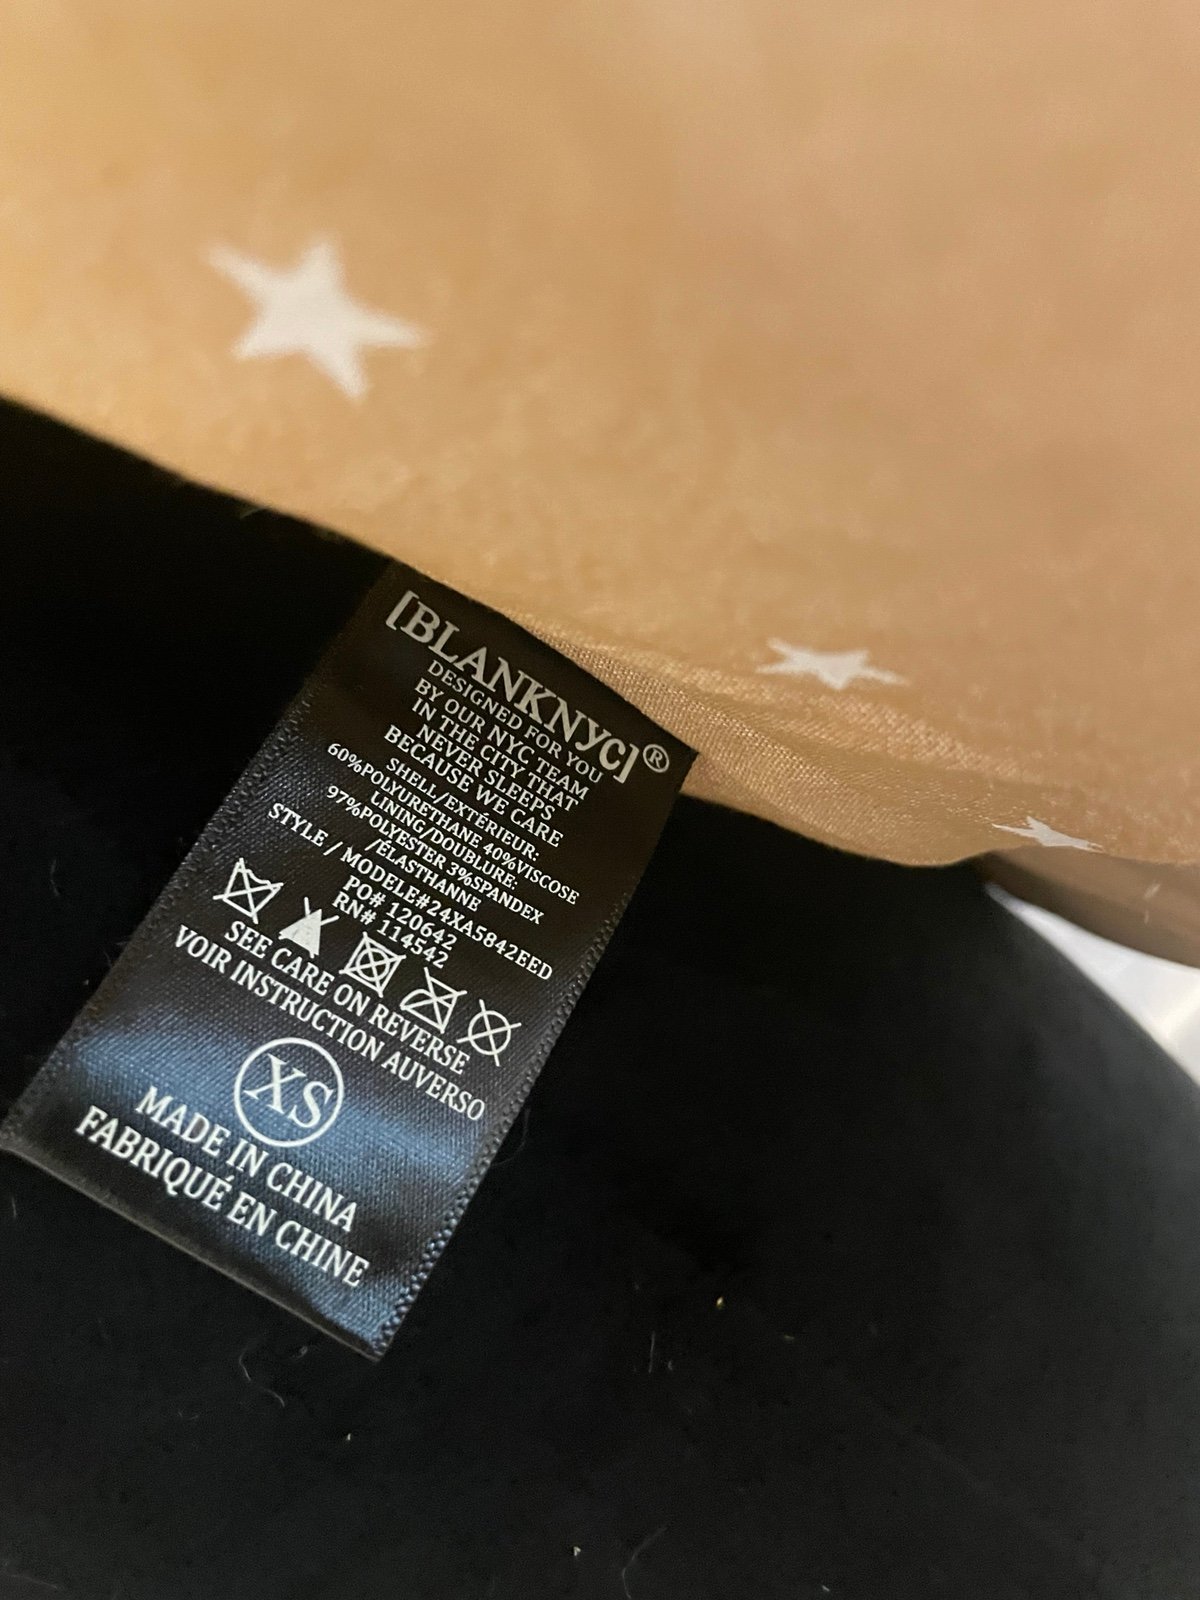 [BLANKNYC]®
DESIGNED FOR YOU
BY OUR NYC TEAM
IN THE CITY THAT
NEVER SLEEPS
BECAUSE WE CARE
SHELL/EXTÉRIEUR:
60%POLYURETHANE 40%VISCOSE
LINING/DOUBLURE:
97%POLYESTER 3%SPANDEX
/ÉLASTHANNE
STYLE / MODELE#24XA5842EED
PO# 120642
RN# 114542
SEE CARE ON REVERSE
VOIR INSTRUCTION AUVERSO
XS
MADE IN CHINA
FABRIQUÉ EN CHINE